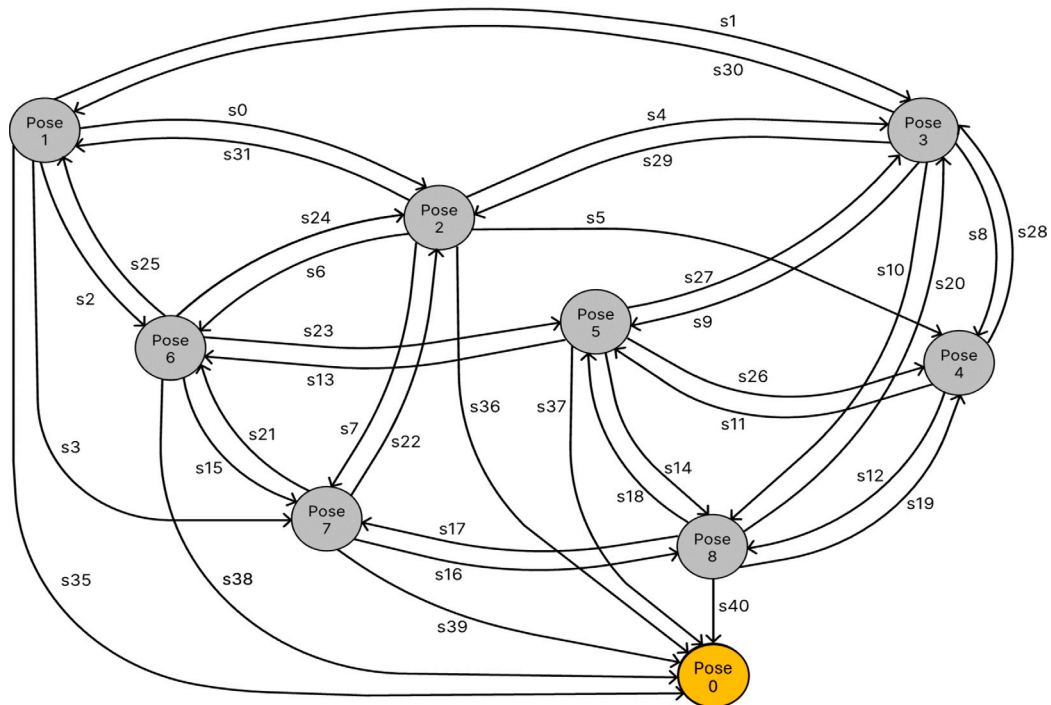 s1
s30
s0
s4
Pose
1
Pose
3
s31
s29
Pose
2
s24
s5
s8
s28
s25
s6
s10
s20
s2
s27
Pose
5
s9
s23
Pose
6
Pose
4
s13
s26
s36
s37
s11
s3
s21
s7
s22
s15
s14
s12
s18
s19
Pose
7
s17
Pose
8
s16
s35
s38
s40
s39
Pose
0